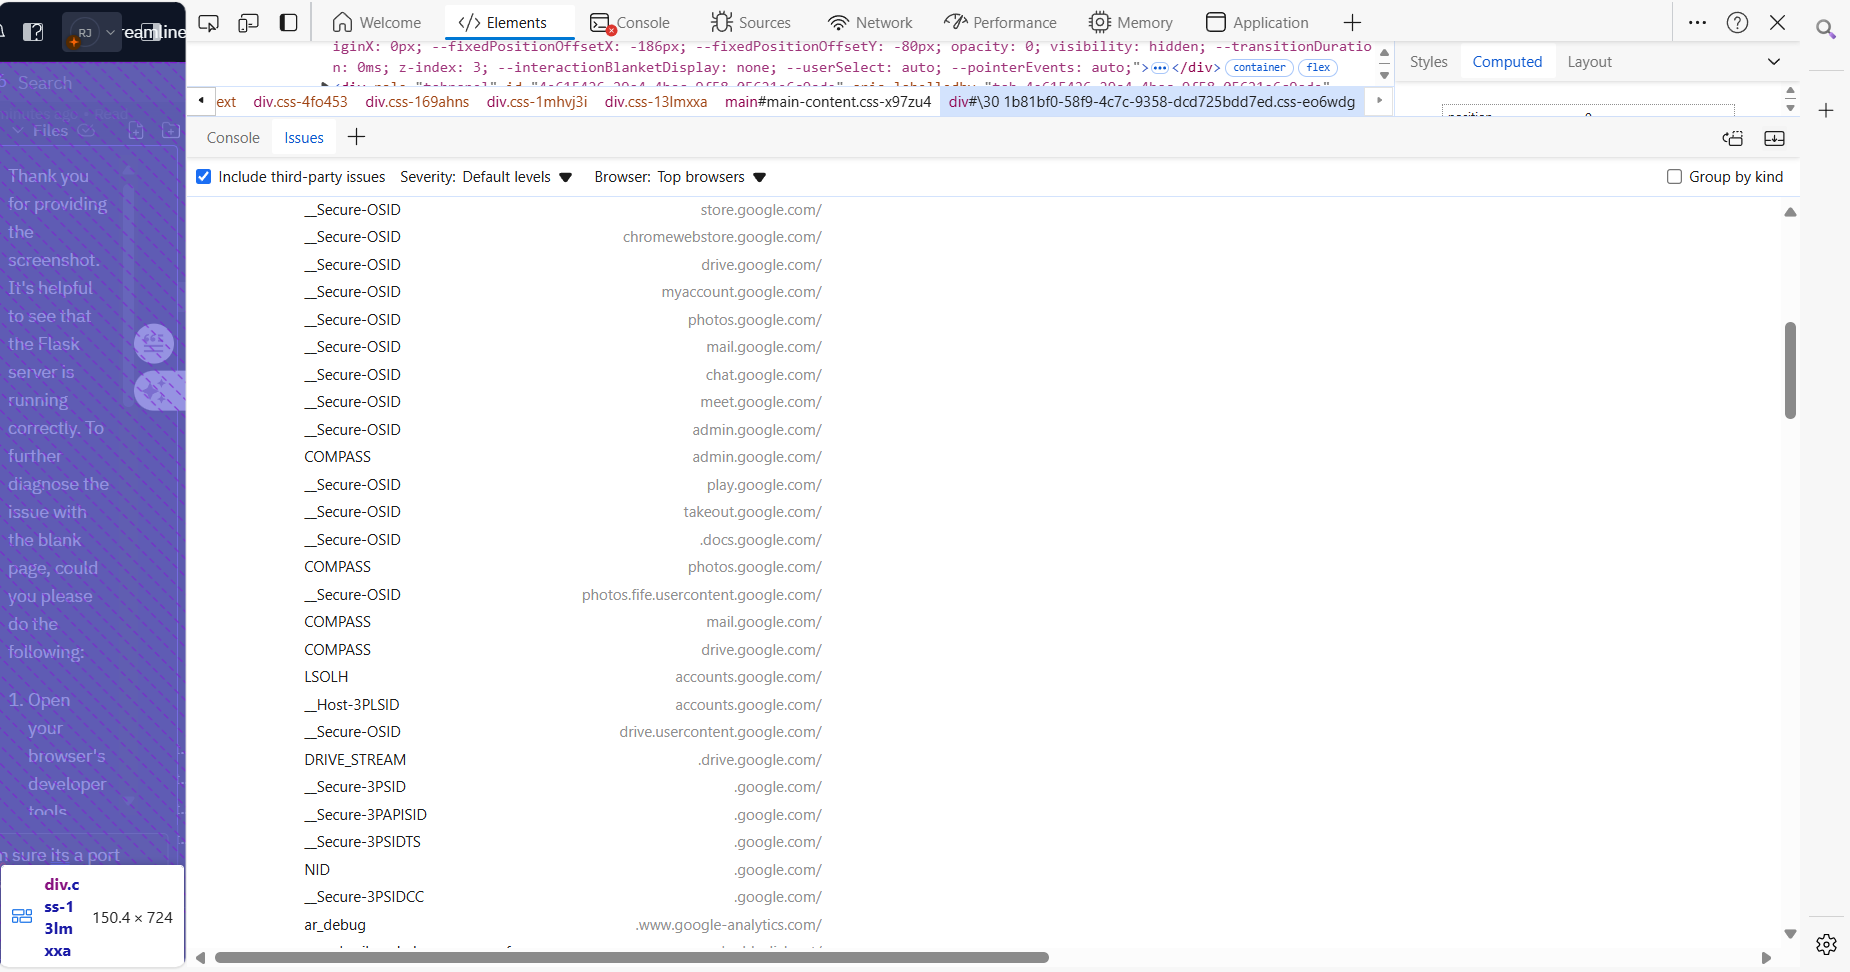 RJ
reamline
Welcome
Elements
Console
Sources
Network
Performance
Memory
Application
iginX: 0px; --fixedPositionOffsetX: -186px; --fixedPositionOffsetY: -80px; opacity: 0; visibility: hidden; --transitionDuratio
n: 0ms; z-index: 3; --interactionBlanketDisplay: none; --userSelect: auto; --pointerEvents: auto;">…</div> container flex
Styles
Computed
Layout
ext div.css-4fo453 div.css-169ahns div.css-1mhvj3i div.css-13lmxxa main#main-content.css-x97zu4 div#\30 1b81bf0-58f9-4c7c-9358-dcd725bdd7ed.css-eo6wdg
Console
Issues
Include third-party issues Severity: Default levels Browser: Top browsers Group by kind
__Secure-OSID store.google.com/
__Secure-OSID chromewebstore.google.com/
__Secure-OSID drive.google.com/
__Secure-OSID myaccount.google.com/
__Secure-OSID photos.google.com/
__Secure-OSID mail.google.com/
__Secure-OSID chat.google.com/
__Secure-OSID meet.google.com/
__Secure-OSID admin.google.com/
COMPASS admin.google.com/
__Secure-OSID play.google.com/
__Secure-OSID takeout.google.com/
__Secure-OSID .docs.google.com/
COMPASS photos.google.com/
__Secure-OSID photos.fife.usercontent.google.com/
COMPASS mail.google.com/
COMPASS drive.google.com/
LSOLH accounts.google.com/
__Host-3PLSID accounts.google.com/
__Secure-OSID drive.usercontent.google.com/
DRIVE_STREAM .drive.google.com/
__Secure-3PSID .google.com/
__Secure-3PAPISID .google.com/
__Secure-3PSIDTS .google.com/
NID .google.com/
__Secure-3PSIDCC .google.com/
ar_debug .www.google-analytics.com/
Search
Files
Thank you
for providing
the
screenshot.
It's helpful
to see that
the Flask
server is
running
correctly. To
further
diagnose the
issue with
the blank
page, could
you please
do the
following:
1. Open
your
browser's
developer
tools
sure its a port
div.c
ss-1
3lm
xxa
150.4 × 724